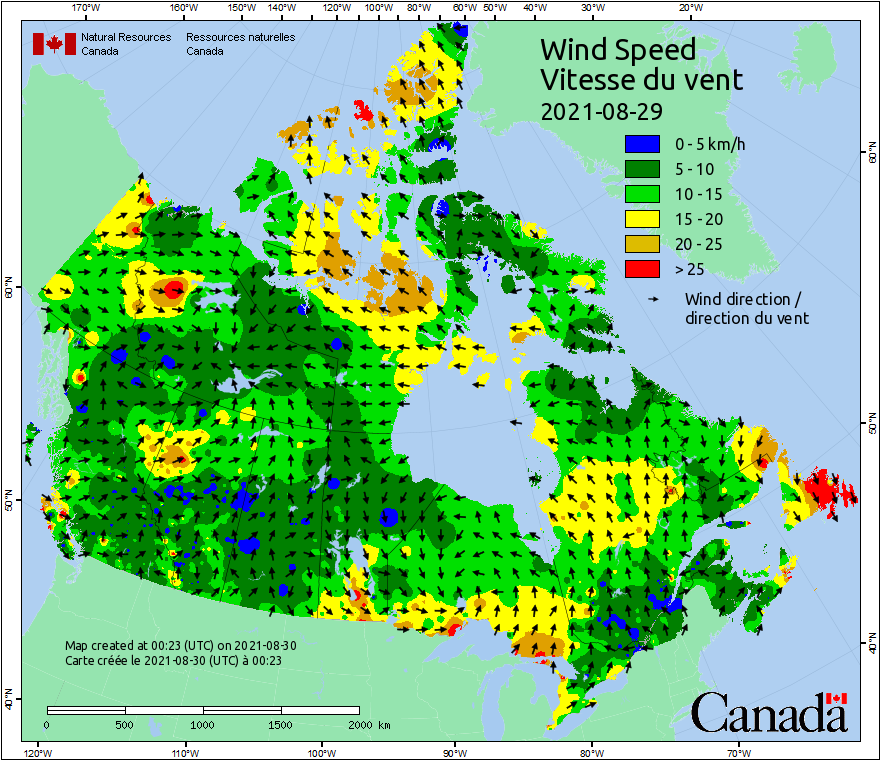 170°W 160°W 150°W 140°W 130°W 120°W 110°W 100°W 90°W 80°W 70°W 60°W 50°W 40°W 30°W 20°W
Natural Resources Canada
Ressources naturelles Canada
Wind Speed
Vitesse du vent
2021-08-29
0 - 5 km/h
5 - 10
10 - 15
15 - 20
20 - 25
> 25
Wind direction /
direction du vent
60°N
60°N
50°N
50°N
40°N
40°N
Map created at 00:23 (UTC) on 2021-08-30
Carte créée le 2021-08-30 (UTC) à 00:23
0 500 1000 1500 2000 km
Canada
120°W 110°W 100°W 90°W 80°W 70°W